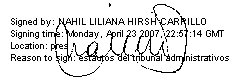 Signed by: NAHIL LILIANA HIRSH CARRILLO
Signing time: Monday, April 23 2007, 22:57:14 GMT
Location: pres
Reason to sign: estautos del tribunal administrativos